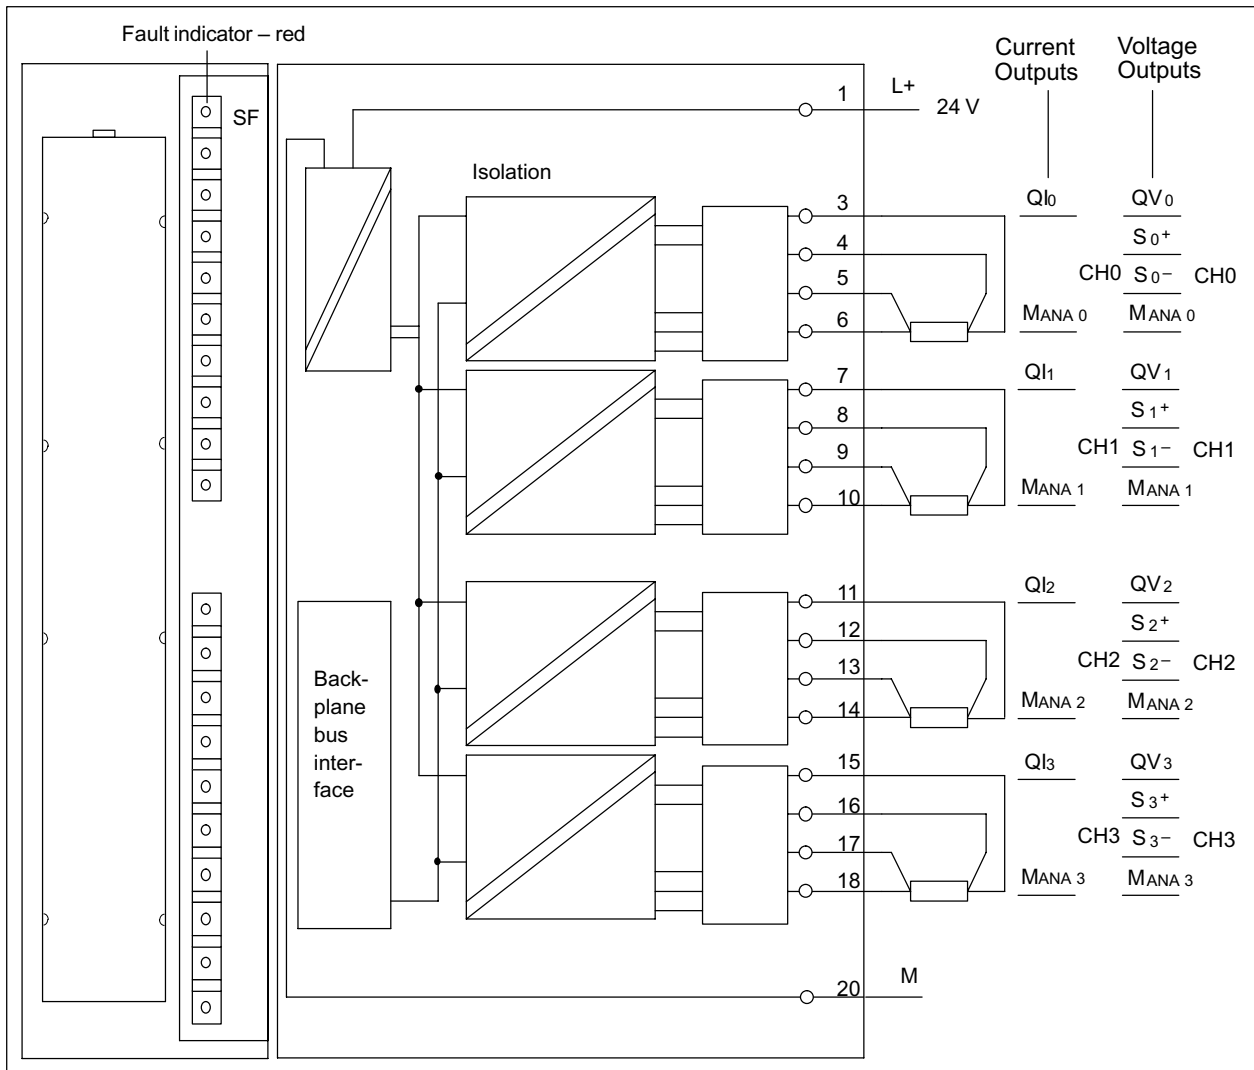 Fault indicator – red
SF
Current Outputs
Voltage Outputs
1
L+
24 V
Isolation
3
QI0
QV0
4
S0+
5
CH0
S0–
CH0
6
MANA 0
MANA 0
7
QI1
QV1
8
S1+
9
CH1
S1–
CH1
10
MANA 1
MANA 1
11
QI2
QV2
12
S2+
13
CH2
S2–
CH2
14
MANA 2
MANA 2
Back-
plane
bus
inter-
face
15
QI3
QV3
16
S3+
17
CH3
S3–
CH3
18
MANA 3
MANA 3
20
M